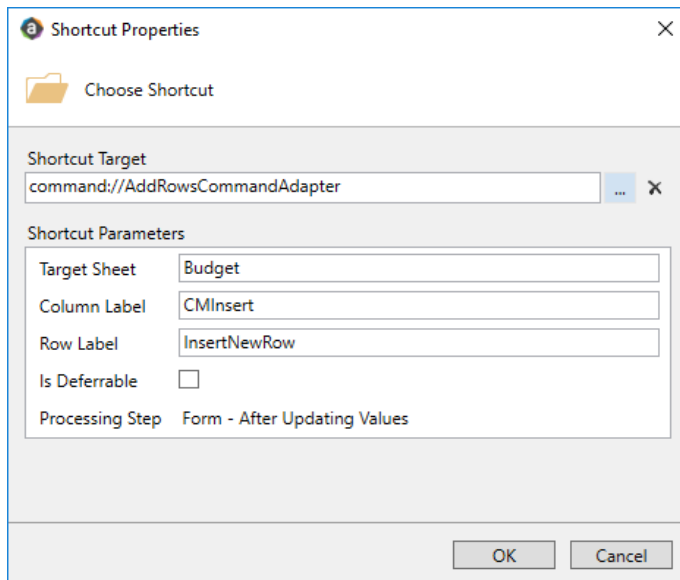 Shortcut Properties
Choose Shortcut
Shortcut Target
command://AddRowsCommandAdapter ...
Shortcut Parameters
Target Sheet Budget
Column Label CMInsert
Row Label InsertNewRow
Is Deferrable
Processing Step Form - After Updating Values
OK Cancel